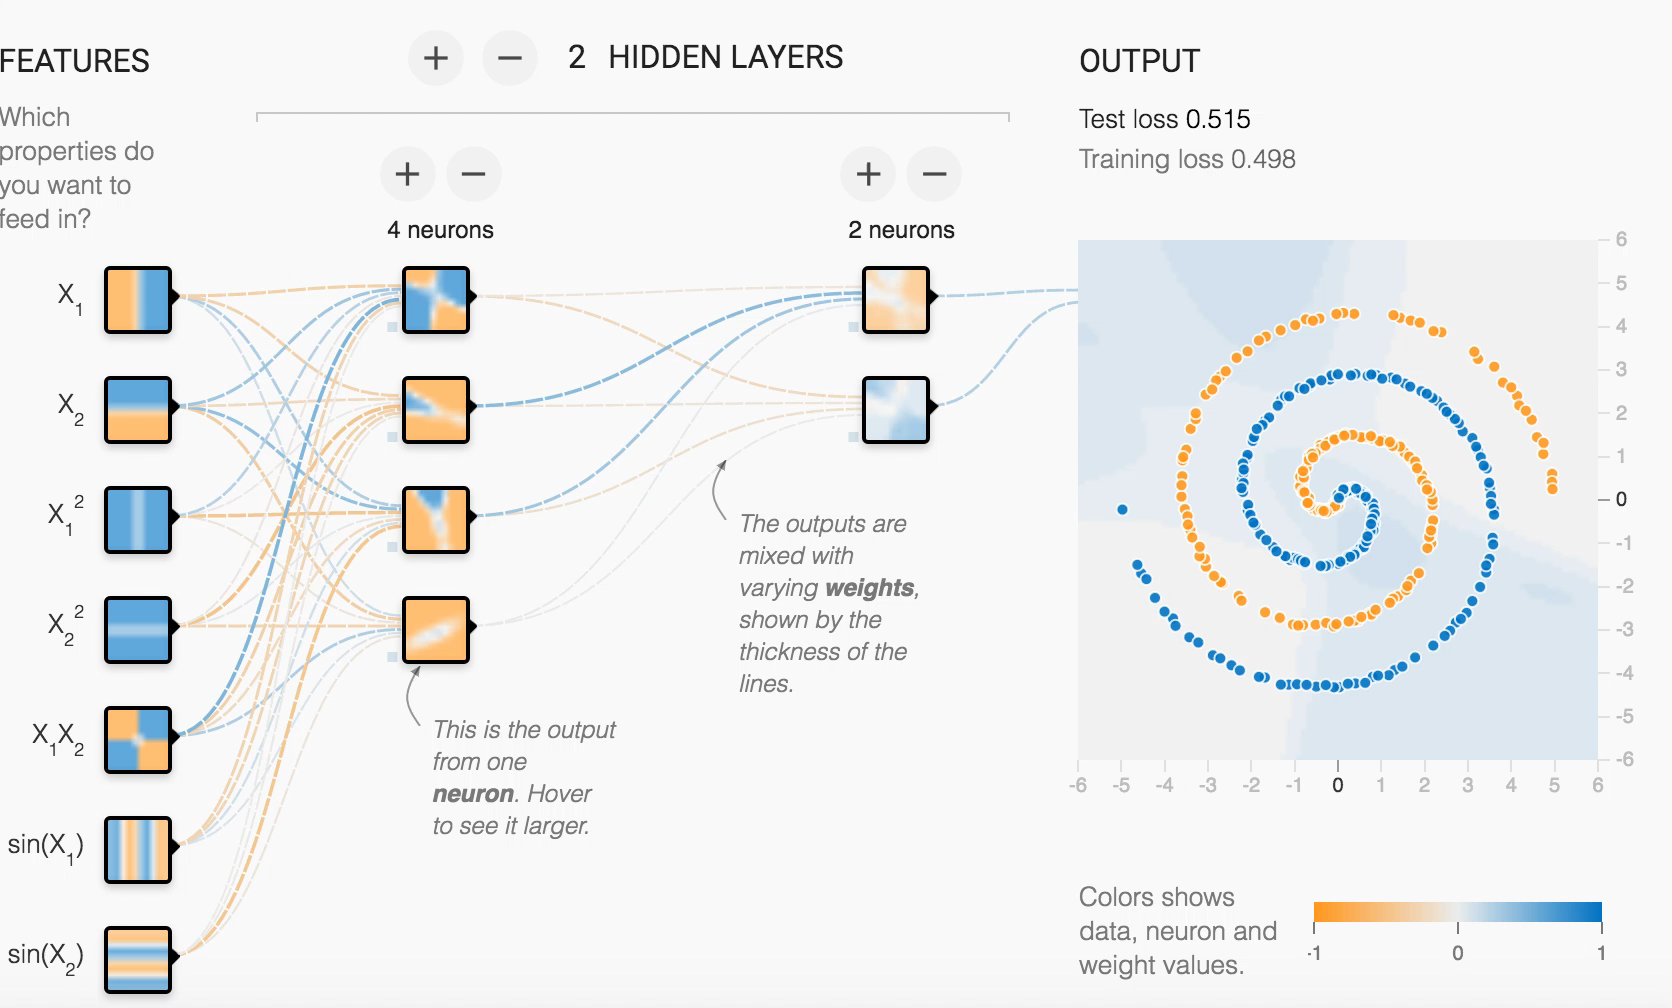 FEATURES
Which
properties do
you want to
feed in?
2 HIDDEN LAYERS
4 neurons
2 neurons
X1
X2
X1²
X2²
X1X2
sin(X1)
sin(X2)
This is the output
from one
neuron. Hover
to see it larger.
The outputs are
mixed with
varying weights,
shown by the
thickness of the
lines.
OUTPUT
Test loss 0.515
Training loss 0.498
6
5
4
3
2
1
0
-1
-2
-3
-4
-5
-6
-6 -5 -4 -3 -2 -1 0 1 2 3 4 5 6
Colors shows
data, neuron and
weight values.
-1 0 1